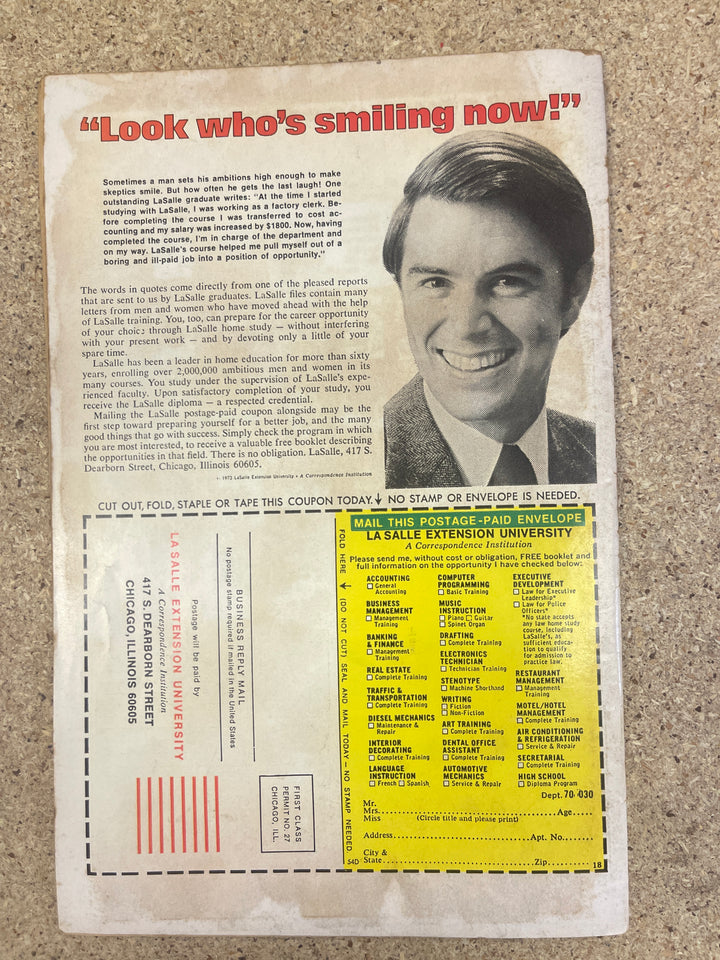 “Look who’s smiling now!”
Sometimes a man sets his ambitions high enough to make
skeptics smile. But how often he gets the last laugh! One
outstanding LaSalle graduate writes: “At the time I started
studying with LaSalle, I was working as a factory clerk. Be-
fore completing the course I was transferred to cost ac-
counting and my salary was increased by $1800. Now, having
completed the course, I’m in charge of the department and
on my way. LaSalle’s course helped me pull myself out of a
boring and ill-paid job into a position of opportunity.”
The words in quotes come directly from one of the pleased reports
that are sent to us by LaSalle graduates. LaSalle files contain many
letters from men and women who have moved ahead with the help
of LaSalle training. You, too, can prepare for the career opportunity
of your choice through LaSalle home study — without interfering
with your present work — and by devoting only a little of your
spare time.
LaSalle has been a leader in home education for more than sixty
years, enrolling over 2,000,000 ambitious men and women in its
many courses. You study under the supervision of LaSalle’s expe-
rienced faculty. Upon satisfactory completion of your study, you
receive the LaSalle diploma — a respected credential.
Mailing the LaSalle postage-paid coupon alongside may be the
first step toward preparing yourself for a better job, and the many
good things that go with success. Simply check the program in which
you are most interested, to receive a valuable free booklet describing
the opportunities in that field. There is no obligation. LaSalle, 417 S.
Dearborn Street, Chicago, Illinois 60605.
© 1972 LaSalle Extension University • A Correspondence Institution
CUT OUT, FOLD, STAPLE OR TAPE THIS COUPON TODAY. NO STAMP OR ENVELOPE IS NEEDED.
BUSINESS REPLY MAIL
No postage stamp required if mailed in the United States
Postage will be paid by
LA SALLE EXTENSION UNIVERSITY
A Correspondence Institution
417 S. DEARBORN STREET
CHICAGO, ILLINOIS 60605
FIRST CLASS
PERMIT NO. 27
CHICAGO, ILL.
FOLD HERE (DO NOT CUT) SEAL AND MAIL TODAY — NO STAMP NEEDED.
MAIL THIS POSTAGE-PAID ENVELOPE
LA SALLE EXTENSION UNIVERSITY
A Correspondence Institution
Please send me, without cost or obligation, FREE booklet and
full information on the opportunity I have checked below:
ACCOUNTING
General
Accounting
BUSINESS
MANAGEMENT
Management
Training
BANKING
& FINANCE
Management
Training
REAL ESTATE
Complete Training
TRAFFIC &
TRANSPORTATION
Complete Training
DIESEL MECHANICS
Maintenance &
Repair
INTERIOR
DECORATING
Complete Training
LANGUAGE
INSTRUCTION
French Spanish
COMPUTER
PROGRAMMING
Basic Training
MUSIC
INSTRUCTION
Piano Guitar
Spinet Organ
DRAFTING
Complete Training
ELECTRONICS
TECHNICIAN
Technician Training
STENOTYPE
Machine Shorthand
WRITING
Fiction
Non-Fiction
ART TRAINING
Complete Training
DENTAL OFFICE
ASSISTANT
Complete Training
AUTOMOTIVE
MECHANICS
Service & Repair
EXECUTIVE
DEVELOPMENT
Law for Executive
Leadership*
Law for Police
Officers*
*No state accepts
any law home study
course, including
LaSalle’s, as
sufficient educa-
tion to qualify
for admission to
practice law.
RESTAURANT
MANAGEMENT
Management
Training
MOTEL/HOTEL
MANAGEMENT
Complete Training
AIR CONDITIONING
& REFRIGERATION
Service & Repair
SECRETARIAL
Complete Training
HIGH SCHOOL
Diploma Program
Dept. 70-030
Mr.
Mrs. Age
Miss (Circle title and please print)
Address Apt. No.
City &
State Zip
54D
18